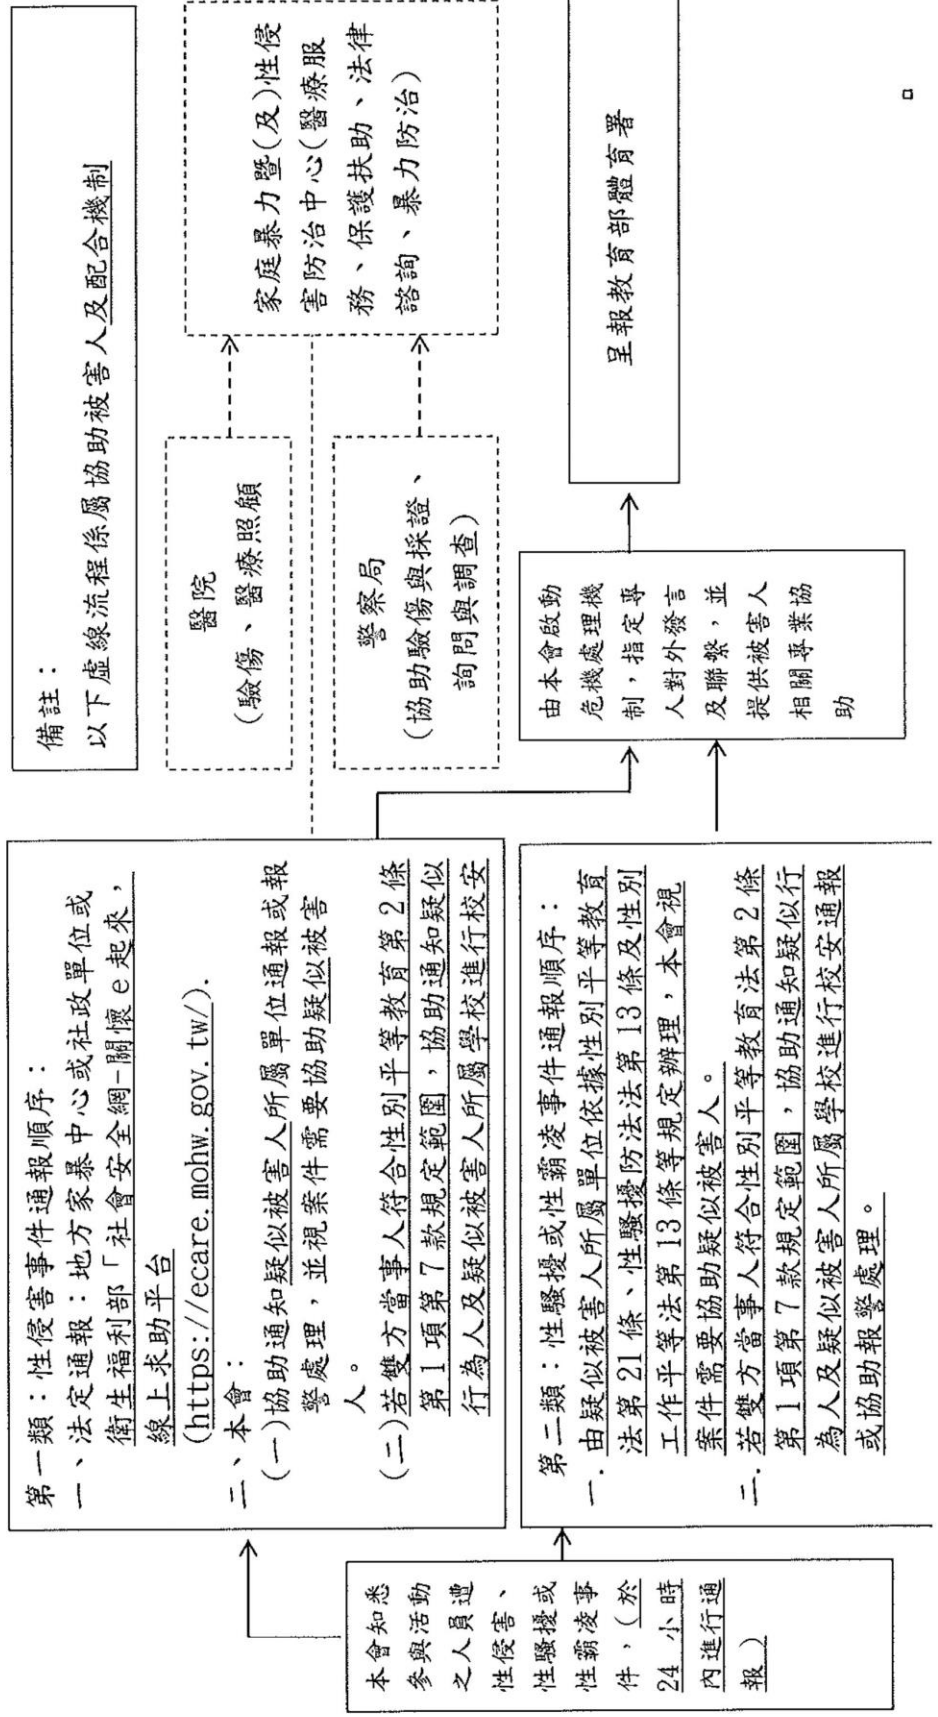 本會知悉
參與活動
之人員遭
性侵害、
性騷擾或
性霸凌事
件，（於
24 小時
內進行通
報）
第一類：性侵害事件通報順序：
一、法定通報：地方家暴中心或社政單位或
衛生福利部「社會安全網-關懷 e 起來，
線上求助平台
(https://ecare.mohw.gov.tw/).
二、本會：
(一)協助通知疑似被害人所屬單位通報或報
警處理，並視案件需要協助疑似被害
人。
(二)若雙方當事人符合性別平等教育第 2 條
第 1 項第 7 款規定範圍，協助通知疑似
行為人及疑似被害人所屬學校進行校安
第二類：性騷擾或性霸凌事件通報順序：
一. 由疑似被害人所屬單位依據性別平等教育
法第 21 條、性騷擾防治法法第 13 條及性別
工作平等法第 13 條等規定辦理，本會視
案件需要協助疑似被害人。
二. 若雙方當事人符合性別平等教育法第 2 條
第 1 項第 7 款規定範圍，協助通知疑似行
為人及疑似被害人所屬學校進行校安通報
或協助報警處理。
備註：
以下虛線流程係屬協助被害人及配合機制
醫院
(驗傷、醫療照顧
警察局
(協助驗傷與採證、
詢問與調查)
家庭暴力暨(及)性侵
害防治中心(醫療服
務、保護扶助、法律
諮詢、暴力防治)
由本會啟動
危機處理機
制，指定專
人對外發言
及聯繫，並
提供被害人
相關專業協
助
呈報教育部體育署